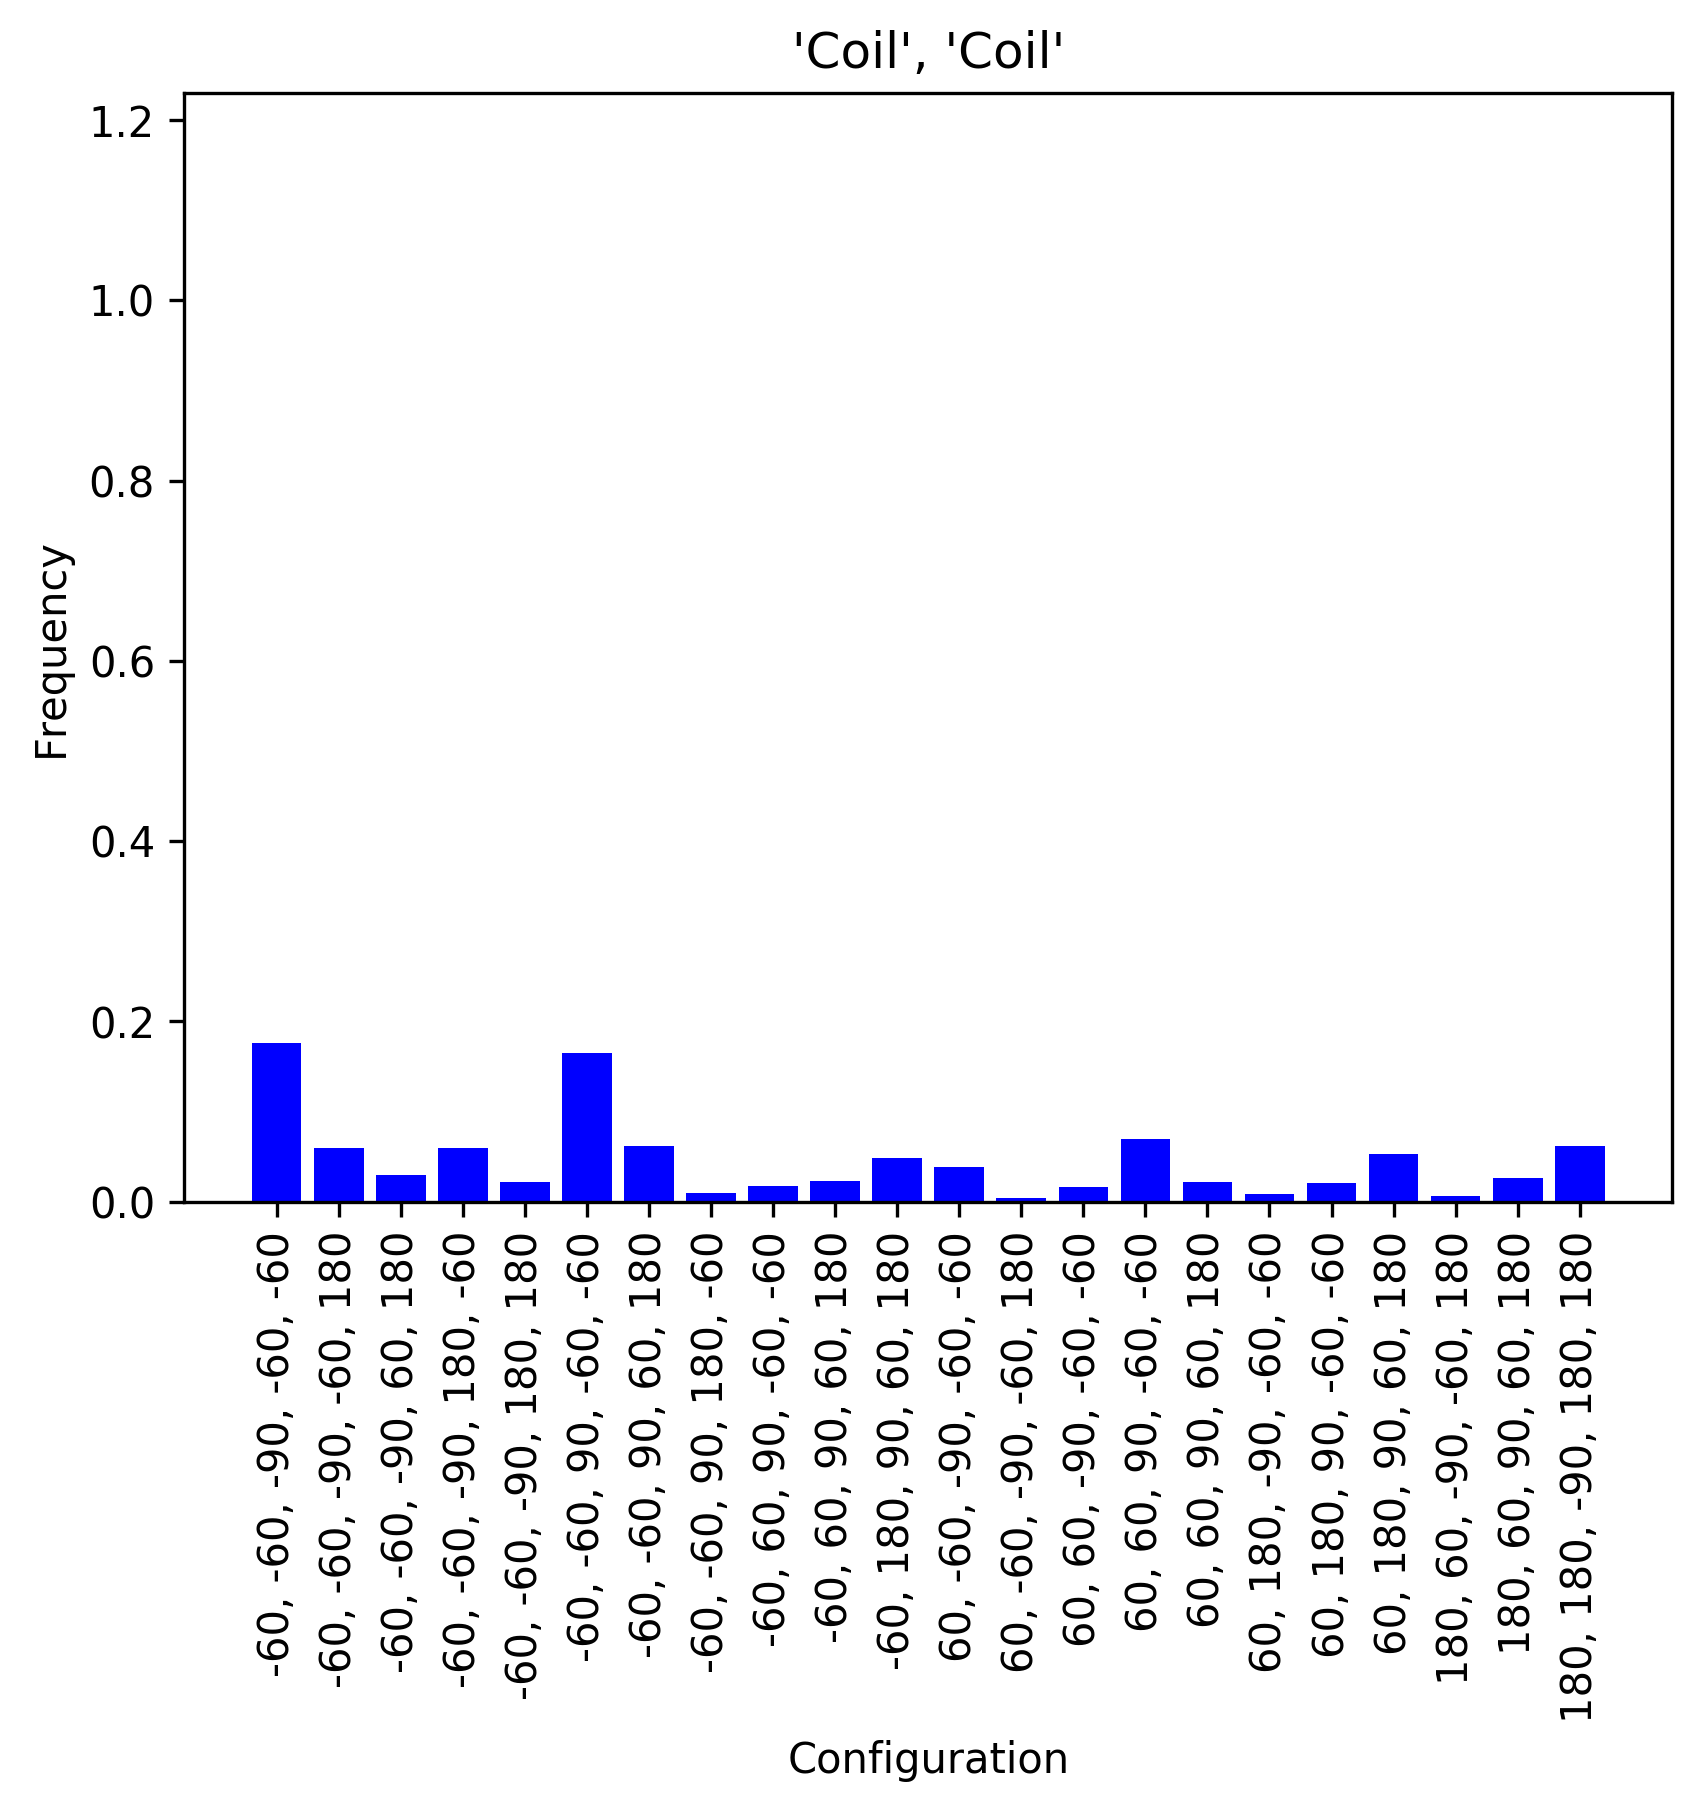 'Coil', 'Coil'
1.2
1.0
0.8
0.6
0.4
0.2
0.0
Frequency
-60, -60, -90, -60, -60
-60, -60, -90, -60, 180
-60, -60, -90, 60, 180
-60, -60, -90, 180, -60
-60, -60, -90, 180, 180
-60, -60, 90, -60, -60
-60, -60, 90, 60, 180
-60, -60, 90, 180, -60
-60, 60, 90, -60, -60
-60, 60, 90, 60, 180
-60, 180, 90, 60, 180
60, -60, -90, -60, -60
60, -60, -90, -60, 180
60, 60, -90, -60, -60
60, 60, 90, -60, -60
60, 60, 90, 60, 180
60, 180, -90, -60, -60
60, 180, 90, -60, -60
60, 180, 90, 60, 180
180, 60, -90, -60, 180
180, 60, 90, 60, 180
180, 180, -90, 180, 180
Configuration